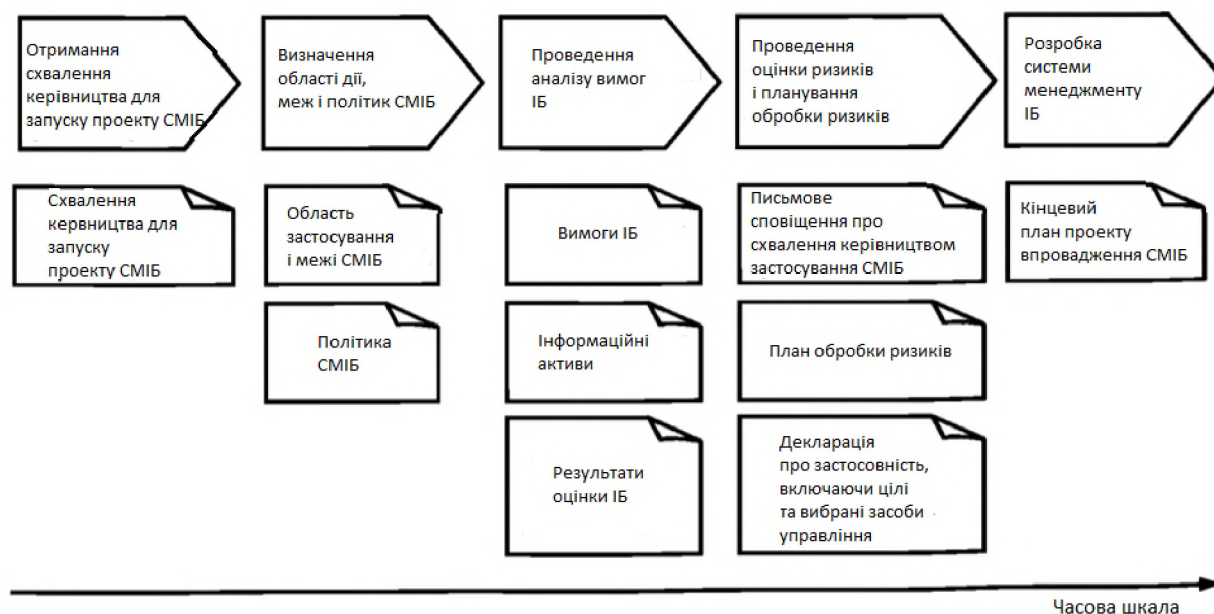 Отримання
схвалення
керівництва для
запуску проекту СМІБ
Визначення
області дії,
меж і політик СМІБ
Проведення
аналізу вимог
ІБ
Проведення
оцінки ризиків
і планування
обробки ризиків
Розробка
системи
менеджменту
ІБ
Схвалення
кервництва для
запуску
проекту СМІБ
Область
застосування
і межі СМІБ
Вимоги ІБ
Письмове
сповіщення про
схвалення керівництвом
застосування СМІБ
Кінцевий
план проекту
впровадження СМІБ
Політика
СМІБ
Інформаційні
активи
План обробки ризиків
Результати
оцінки ІБ
Декларація
про застосовність,
включаючи цілі
та вибрані засоби
управління
Часова шкала